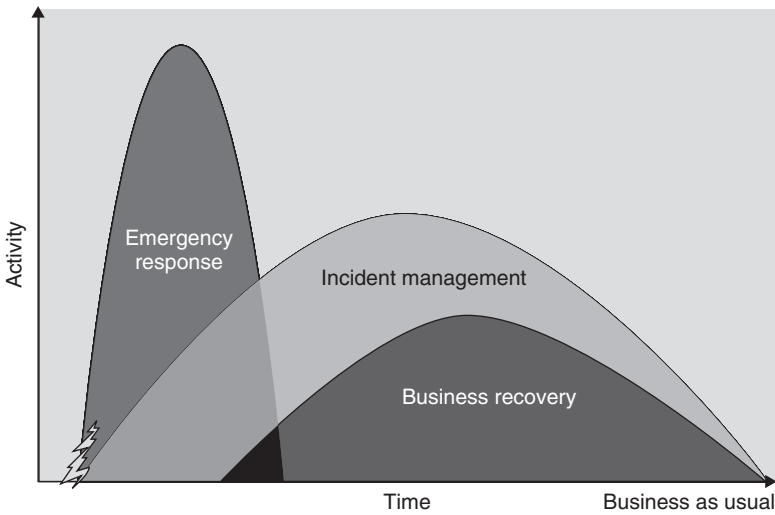 Activity
Emergency
response
Incident management
Business recovery
Time
Business as usual